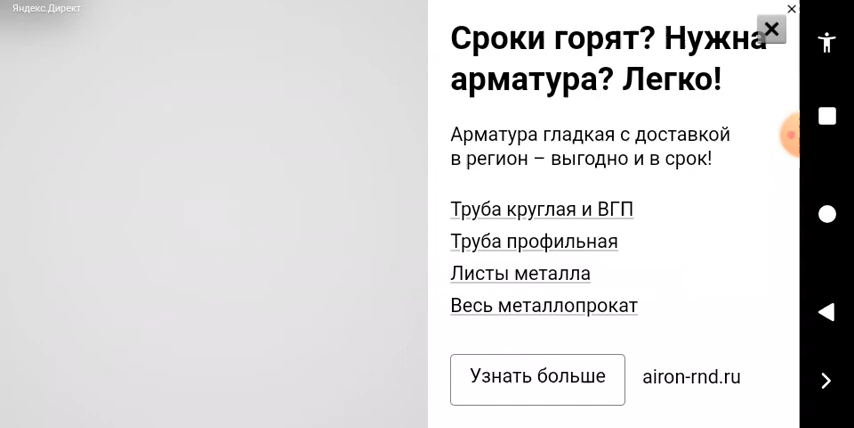 Яндекс.Директ
Сроки горят? Нужна
арматура? Легко!
Арматура гладкая с доставкой
в регион – выгодно и в срок!
Труба круглая и ВГП
Труба профильная
Листы металла
Весь металлопрокат
Узнать больше
airon-rnd.ru